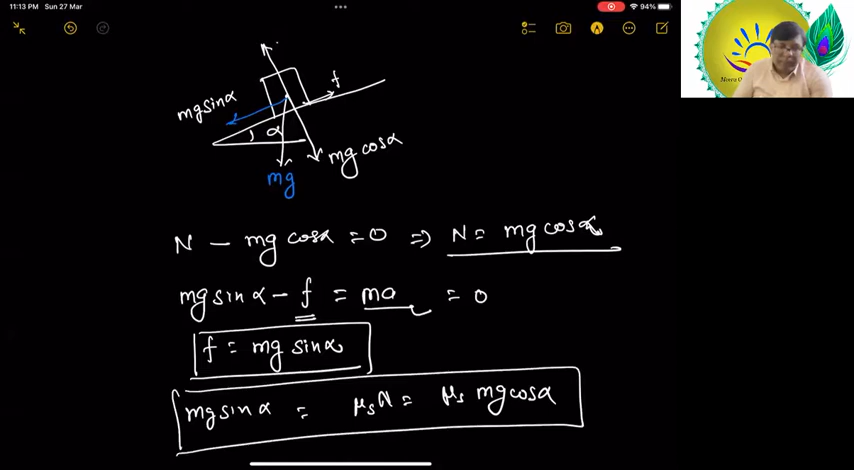 11:13 PM Sun 27 Mar
94%
f
mgsinα
α
mg cosα
mg
N - mg cosα = 0 ⇒ N = mg cosα
mgsinα - f = ma = 0
f = mg sinα
mgsinα = μsN = μs mgcosα